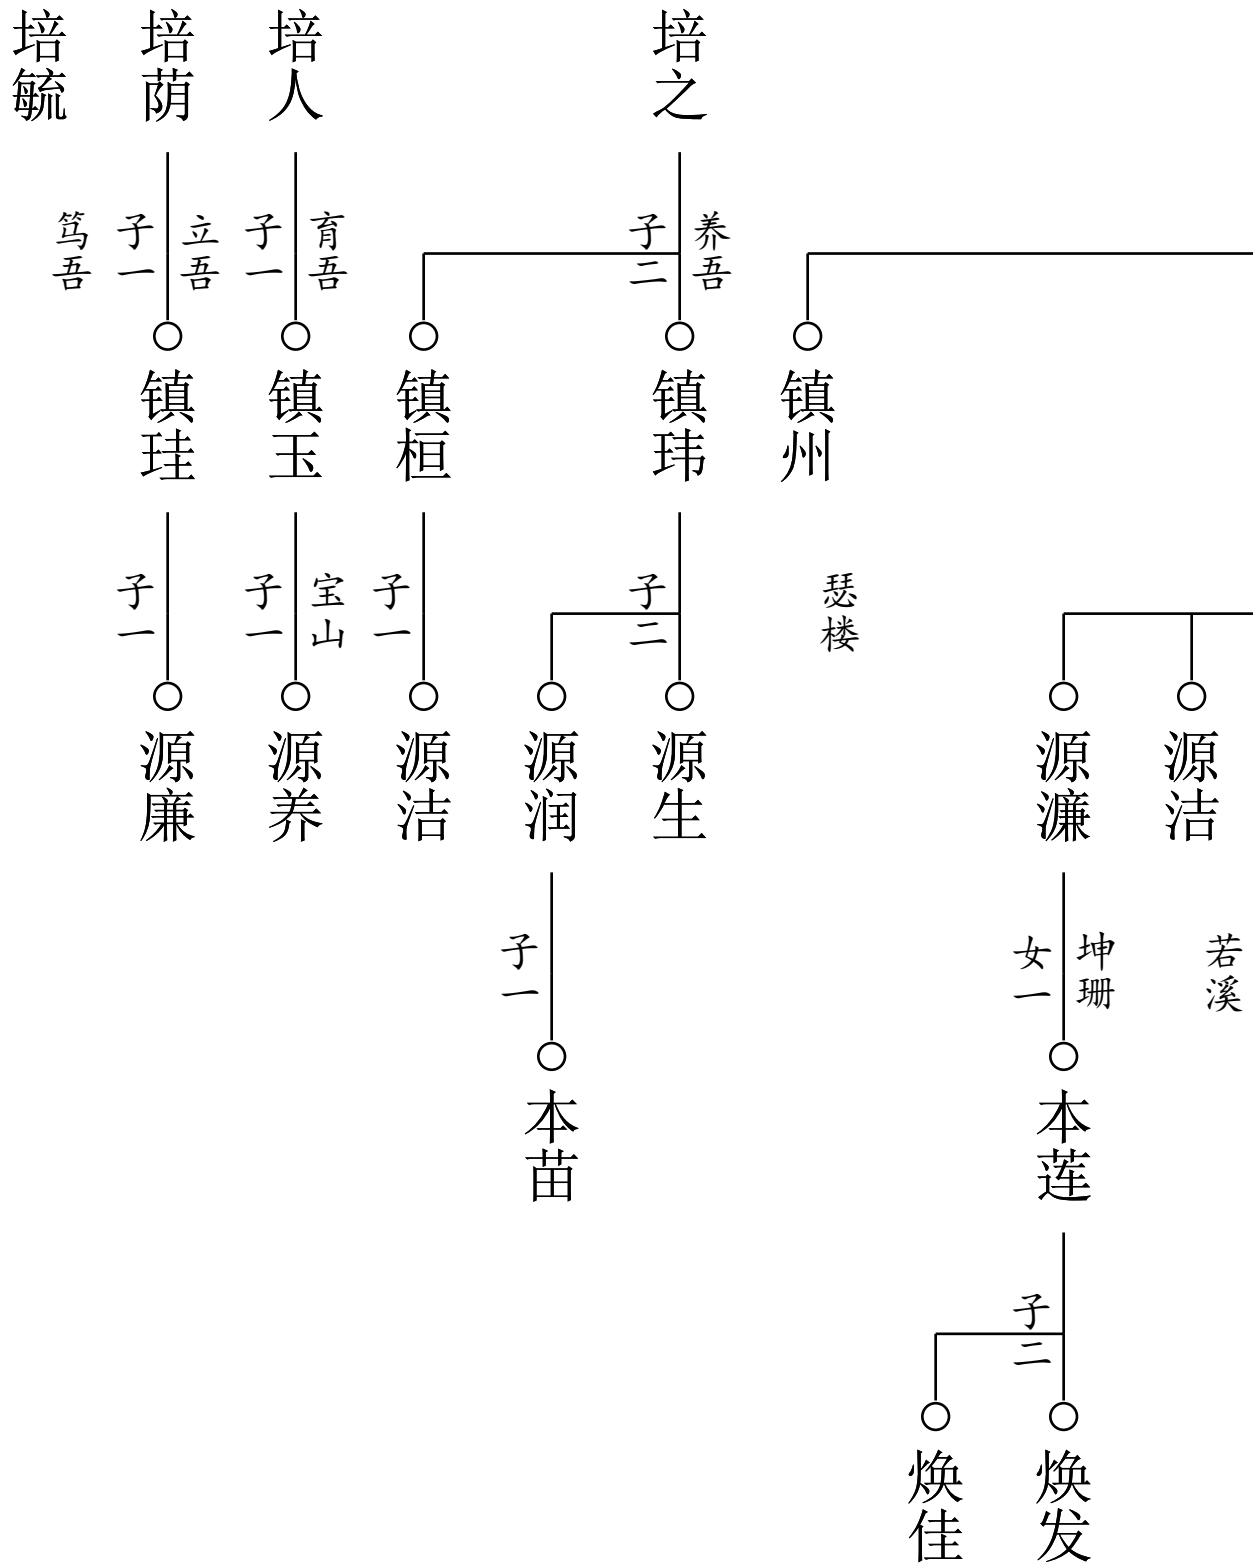 培毓
培荫
培人
培之
笃吾
子一
立吾
子一
育吾
子二
养吾
镇珪
镇玉
镇桓
镇玮
镇州
子一
子一
宝山
子一
子二
瑟楼
源廉
源养
源洁
源润
源生
源濂
源洁
子一
女一
坤珊
若溪
本苗
本莲
子二
焕佳
焕发